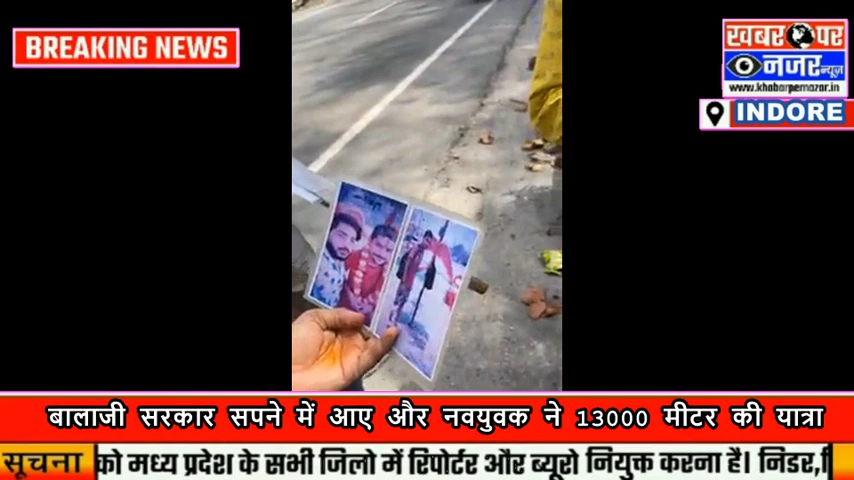 BREAKING NEWS
खबर पर
नजर न्यूज
www.khabarpernazar.in
INDORE
बालाजी सरकार सपने में आए और नवयुवक ने 13000 मीटर की यात्रा
सूचना को मध्य प्रदेश के सभी जिलो में रिपोर्टर और ब्यूरो नियुक्त करना है। निडर,